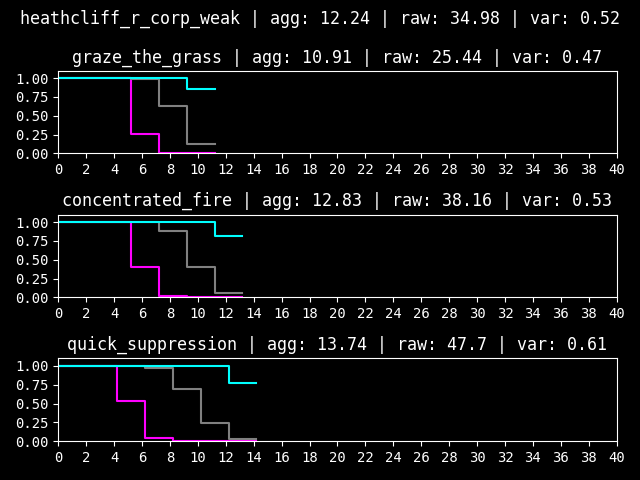 heathcliff_r_corp_weak | agg: 12.24 | raw: 34.98 | var: 0.52
graze_the_grass | agg: 10.91 | raw: 25.44 | var: 0.47
1.00
0.75
0.50
0.25
0.00
0 2 4 6 8 10 12 14 16 18 20 22 24 26 28 30 32 34 36 38 40
concentrated_fire | agg: 12.83 | raw: 38.16 | var: 0.53
1.00
0.75
0.50
0.25
0.00
0 2 4 6 8 10 12 14 16 18 20 22 24 26 28 30 32 34 36 38 40
quick_suppression | agg: 13.74 | raw: 47.7 | var: 0.61
1.00
0.75
0.50
0.25
0.00
0 2 4 6 8 10 12 14 16 18 20 22 24 26 28 30 32 34 36 38 40